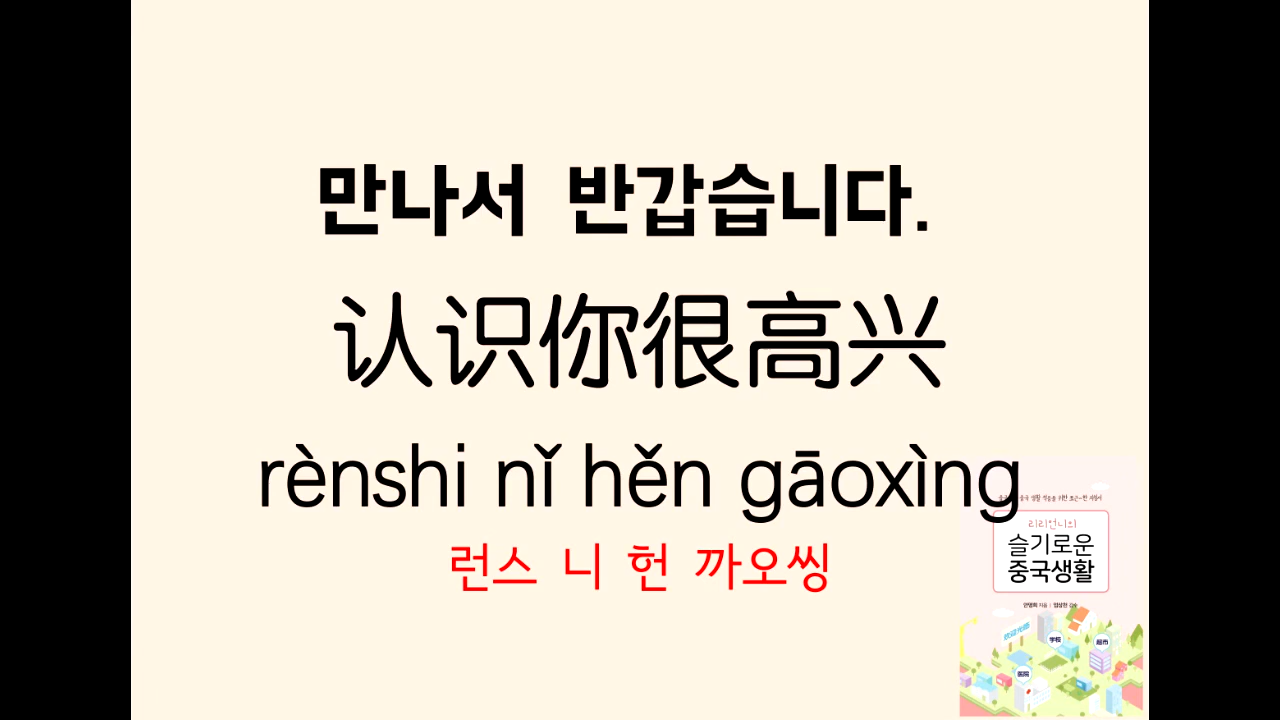 만나서 반갑습니다.
认识你很高兴
rènshi nǐ hěn gāoxìng
런스 니 헌 까오씽
리리언니의
슬기로운
중국생활
学校
超市
医院